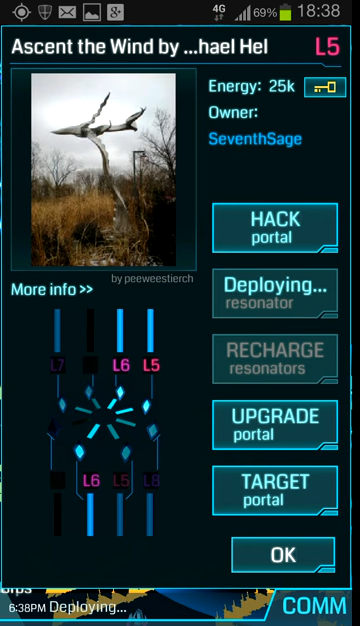 4G 69% 18:38
Ascent the Wind by ...hael Hel L5
Energy: 25k
Owner:
SeventhSage
HACK
portal
by peeweestierch
More info >>
Deploying...
resonator
L7 L6 L5
RECHARGE
resonators
UPGRADE
portal
L6 L5 L8
TARGET
portal
OK
6:38PM Deploying...
COMM